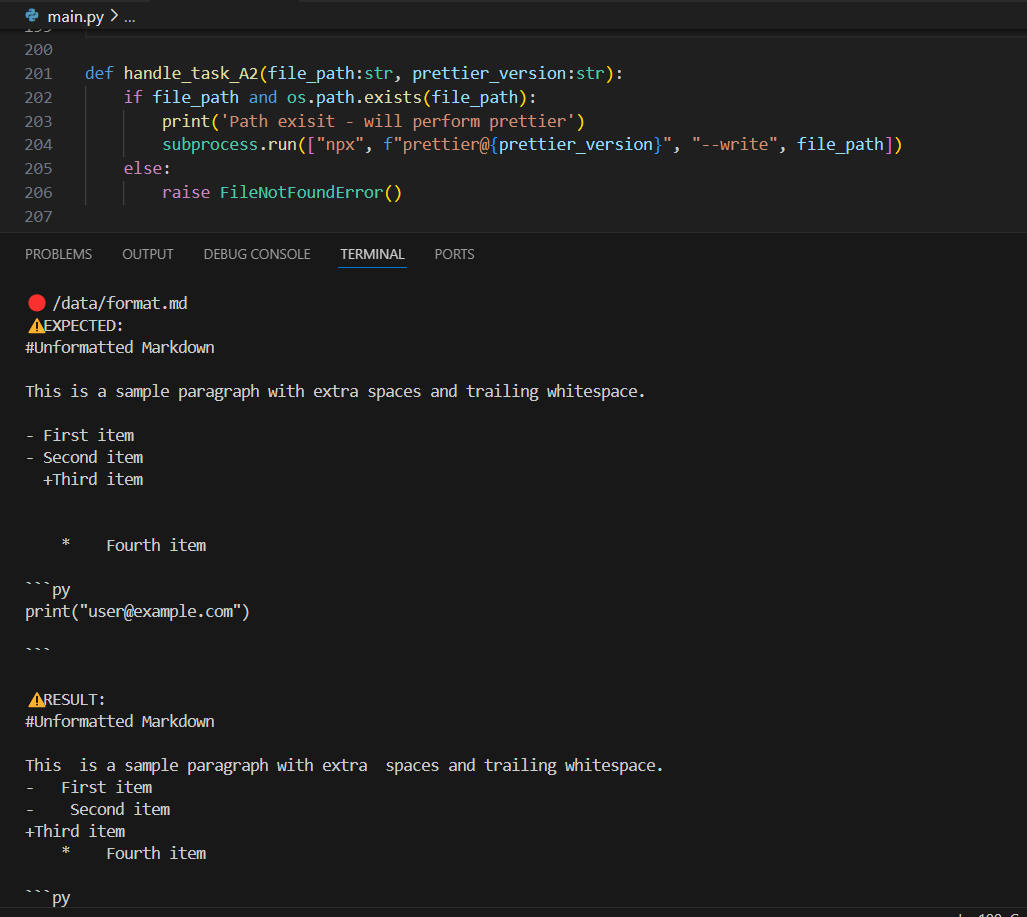 main.py > ...
200
201 def handle_task_A2(file_path:str, prettier_version:str):
202     if file_path and os.path.exists(file_path):
203         print('Path exisit - will perform prettier')
204         subprocess.run(["npx", f"prettier@{prettier_version}", "--write", file_path])
205     else:
206         raise FileNotFoundError()
207
PROBLEMS OUTPUT DEBUG CONSOLE TERMINAL PORTS
🔴 /data/format.md
⚠️EXPECTED:
#Unformatted Markdown
This is a sample paragraph with extra spaces and trailing whitespace.
- First item
- Second item
  +Third item
    *    Fourth item
```py
print("user@example.com")
```
⚠️RESULT:
#Unformatted Markdown
This  is a sample paragraph with extra  spaces and trailing whitespace.
-   First item
-    Second item
+Third item
    *    Fourth item
```py